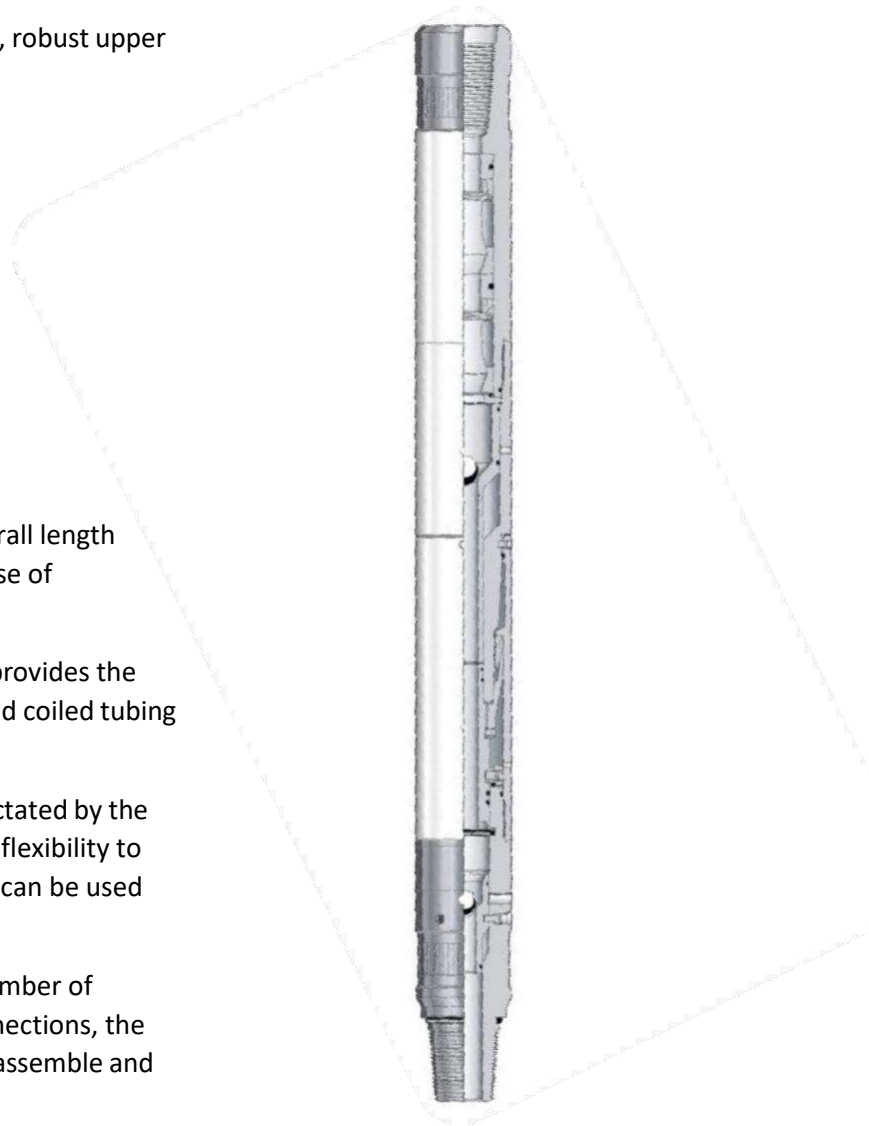 , robust upper
rall length
se of
provides the
d coiled tubing
ctated by the
flexibility to
can be used
mber of
nections, the
assemble and